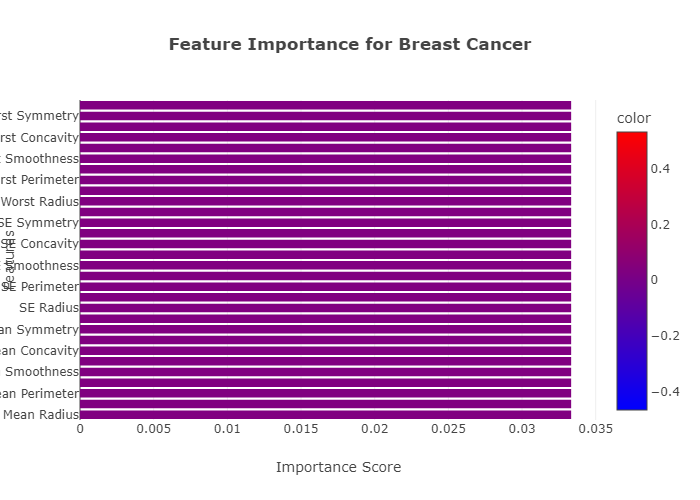 Feature Importance for Breast Cancer
color
rst Symmetry
rst Concavity
Smoothness
rst Perimeter
Worst Radius
SE Symmetry
SE Concavity
Smoothness
SE Perimeter
SE Radius
an Symmetry
ean Concavity
Smoothness
ean Perimeter
Mean Radius
Features
0.4
0.2
0
−0.2
−0.4
0
0.005
0.01
0.015
0.02
0.025
0.03
0.035
Importance Score